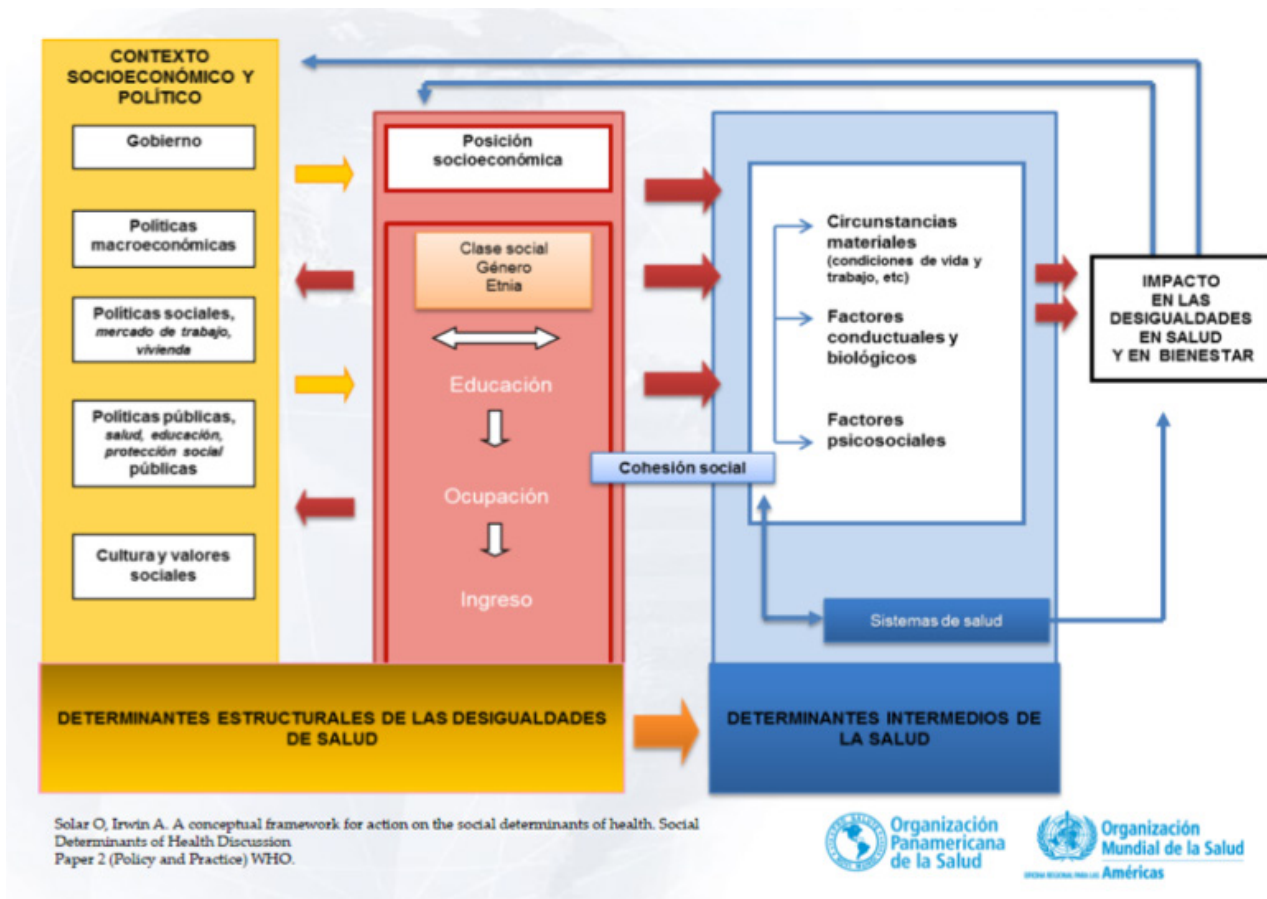 CONTEXTO
SOCIOECONÓMICO Y
POLÍTICO
Gobierno
Políticas
macroeconómicas
Políticas sociales,
mercado de trabajo,
vivienda
Políticas públicas,
salud, educación,
protección social
públicas
Cultura y valores
sociales
Posición
socioeconómica
Clase social
Género
Etnia
Educación
Ocupación
Ingreso
Cohesión social
Circunstancias
materiales
(condiciones de vida y
trabajo, etc)
Factores
conductuales y
biológicos
Factores
psicosociales
Sistemas de salud
IMPACTO
EN LAS
DESIGUALDADES
EN SALUD
Y EN BIENESTAR
DETERMINANTES ESTRUCTURALES DE LAS DESIGUALDADES
DE SALUD
DETERMINANTES INTERMEDIOS DE
LA SALUD
Solar O, Irwin A. A conceptual framework for action on the social determinants of health. Social
Determinants of Health Discussion
Paper 2 (Policy and Practice) WHO.
Organización
Panamericana
de la Salud
Organización
Mundial de la Salud
OFICINA REGIONAL PARA LAS Américas